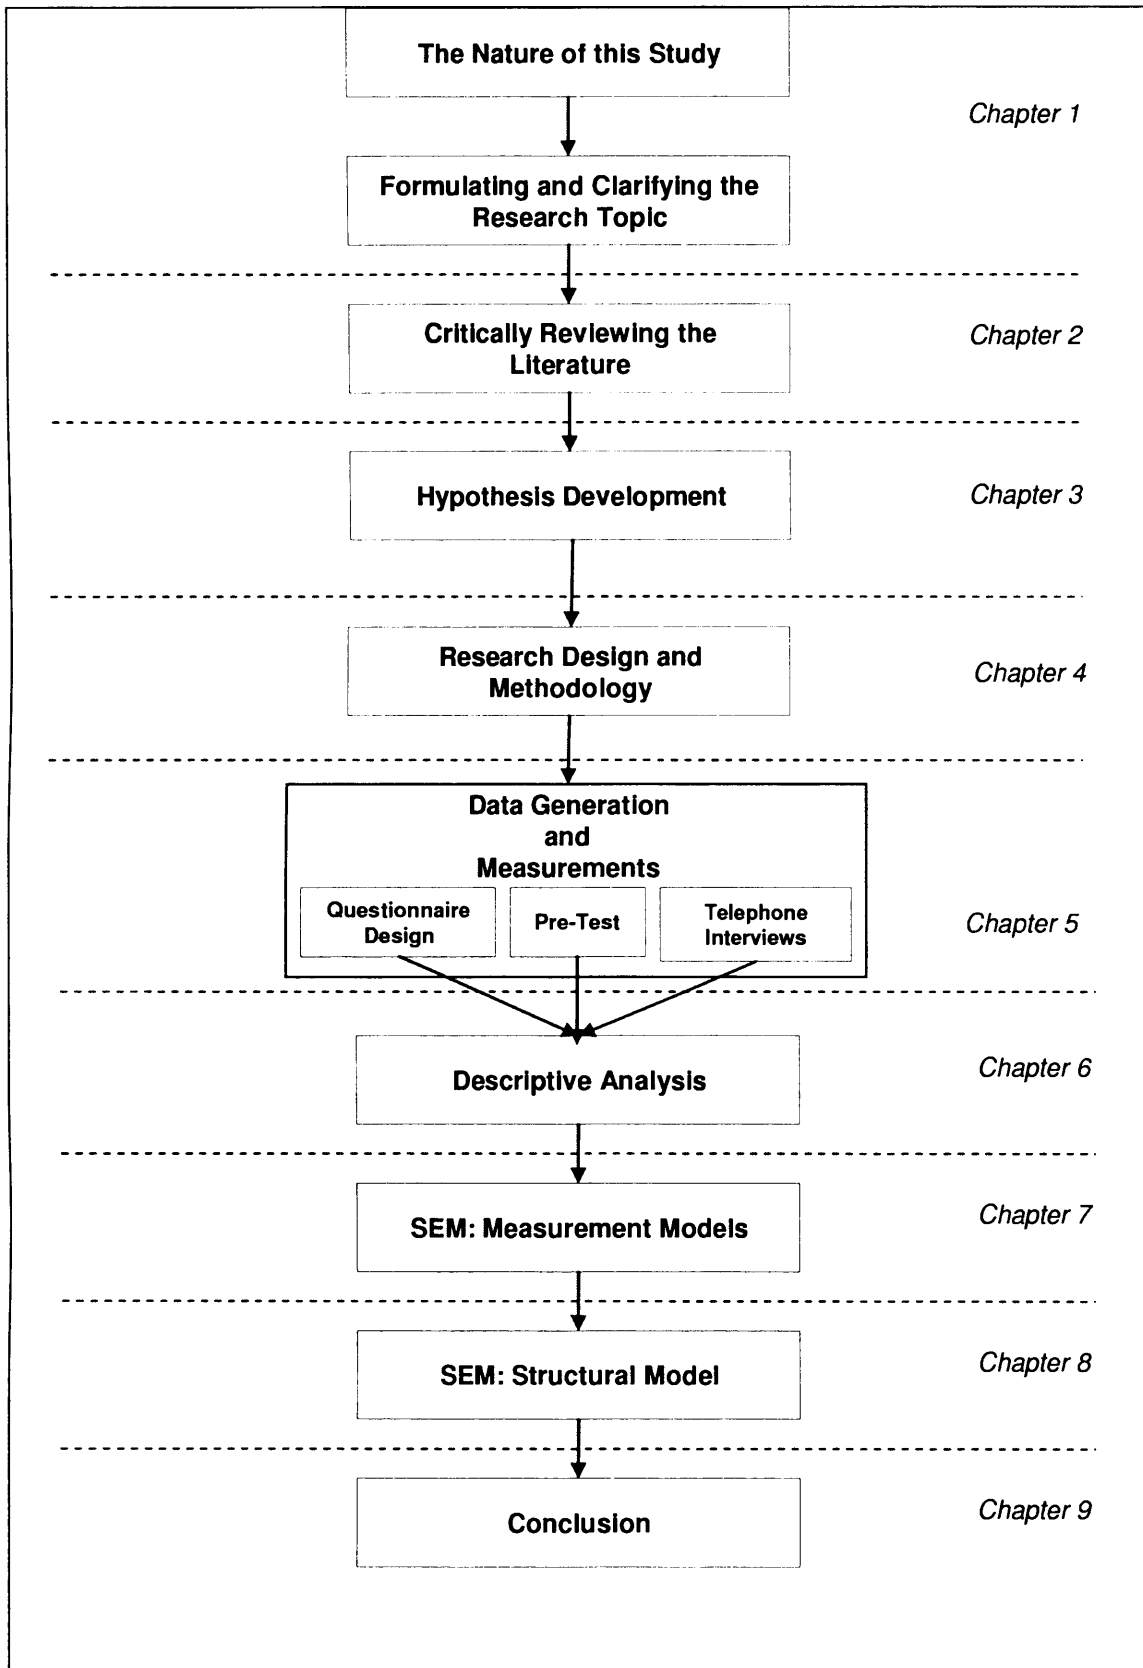 The Nature of this Study
Chapter 1
Formulating and Clarifying the
Research Topic
Critically Reviewing the
Literature
Chapter 2
Hypothesis Development
Chapter 3
Research Design and
Methodology
Chapter 4
Data Generation
and
Measurements
Questionnaire
Design
Pre-Test
Telephone
Interviews
Chapter 5
Descriptive Analysis
Chapter 6
SEM: Measurement Models
Chapter 7
SEM: Structural Model
Chapter 8
Conclusion
Chapter 9